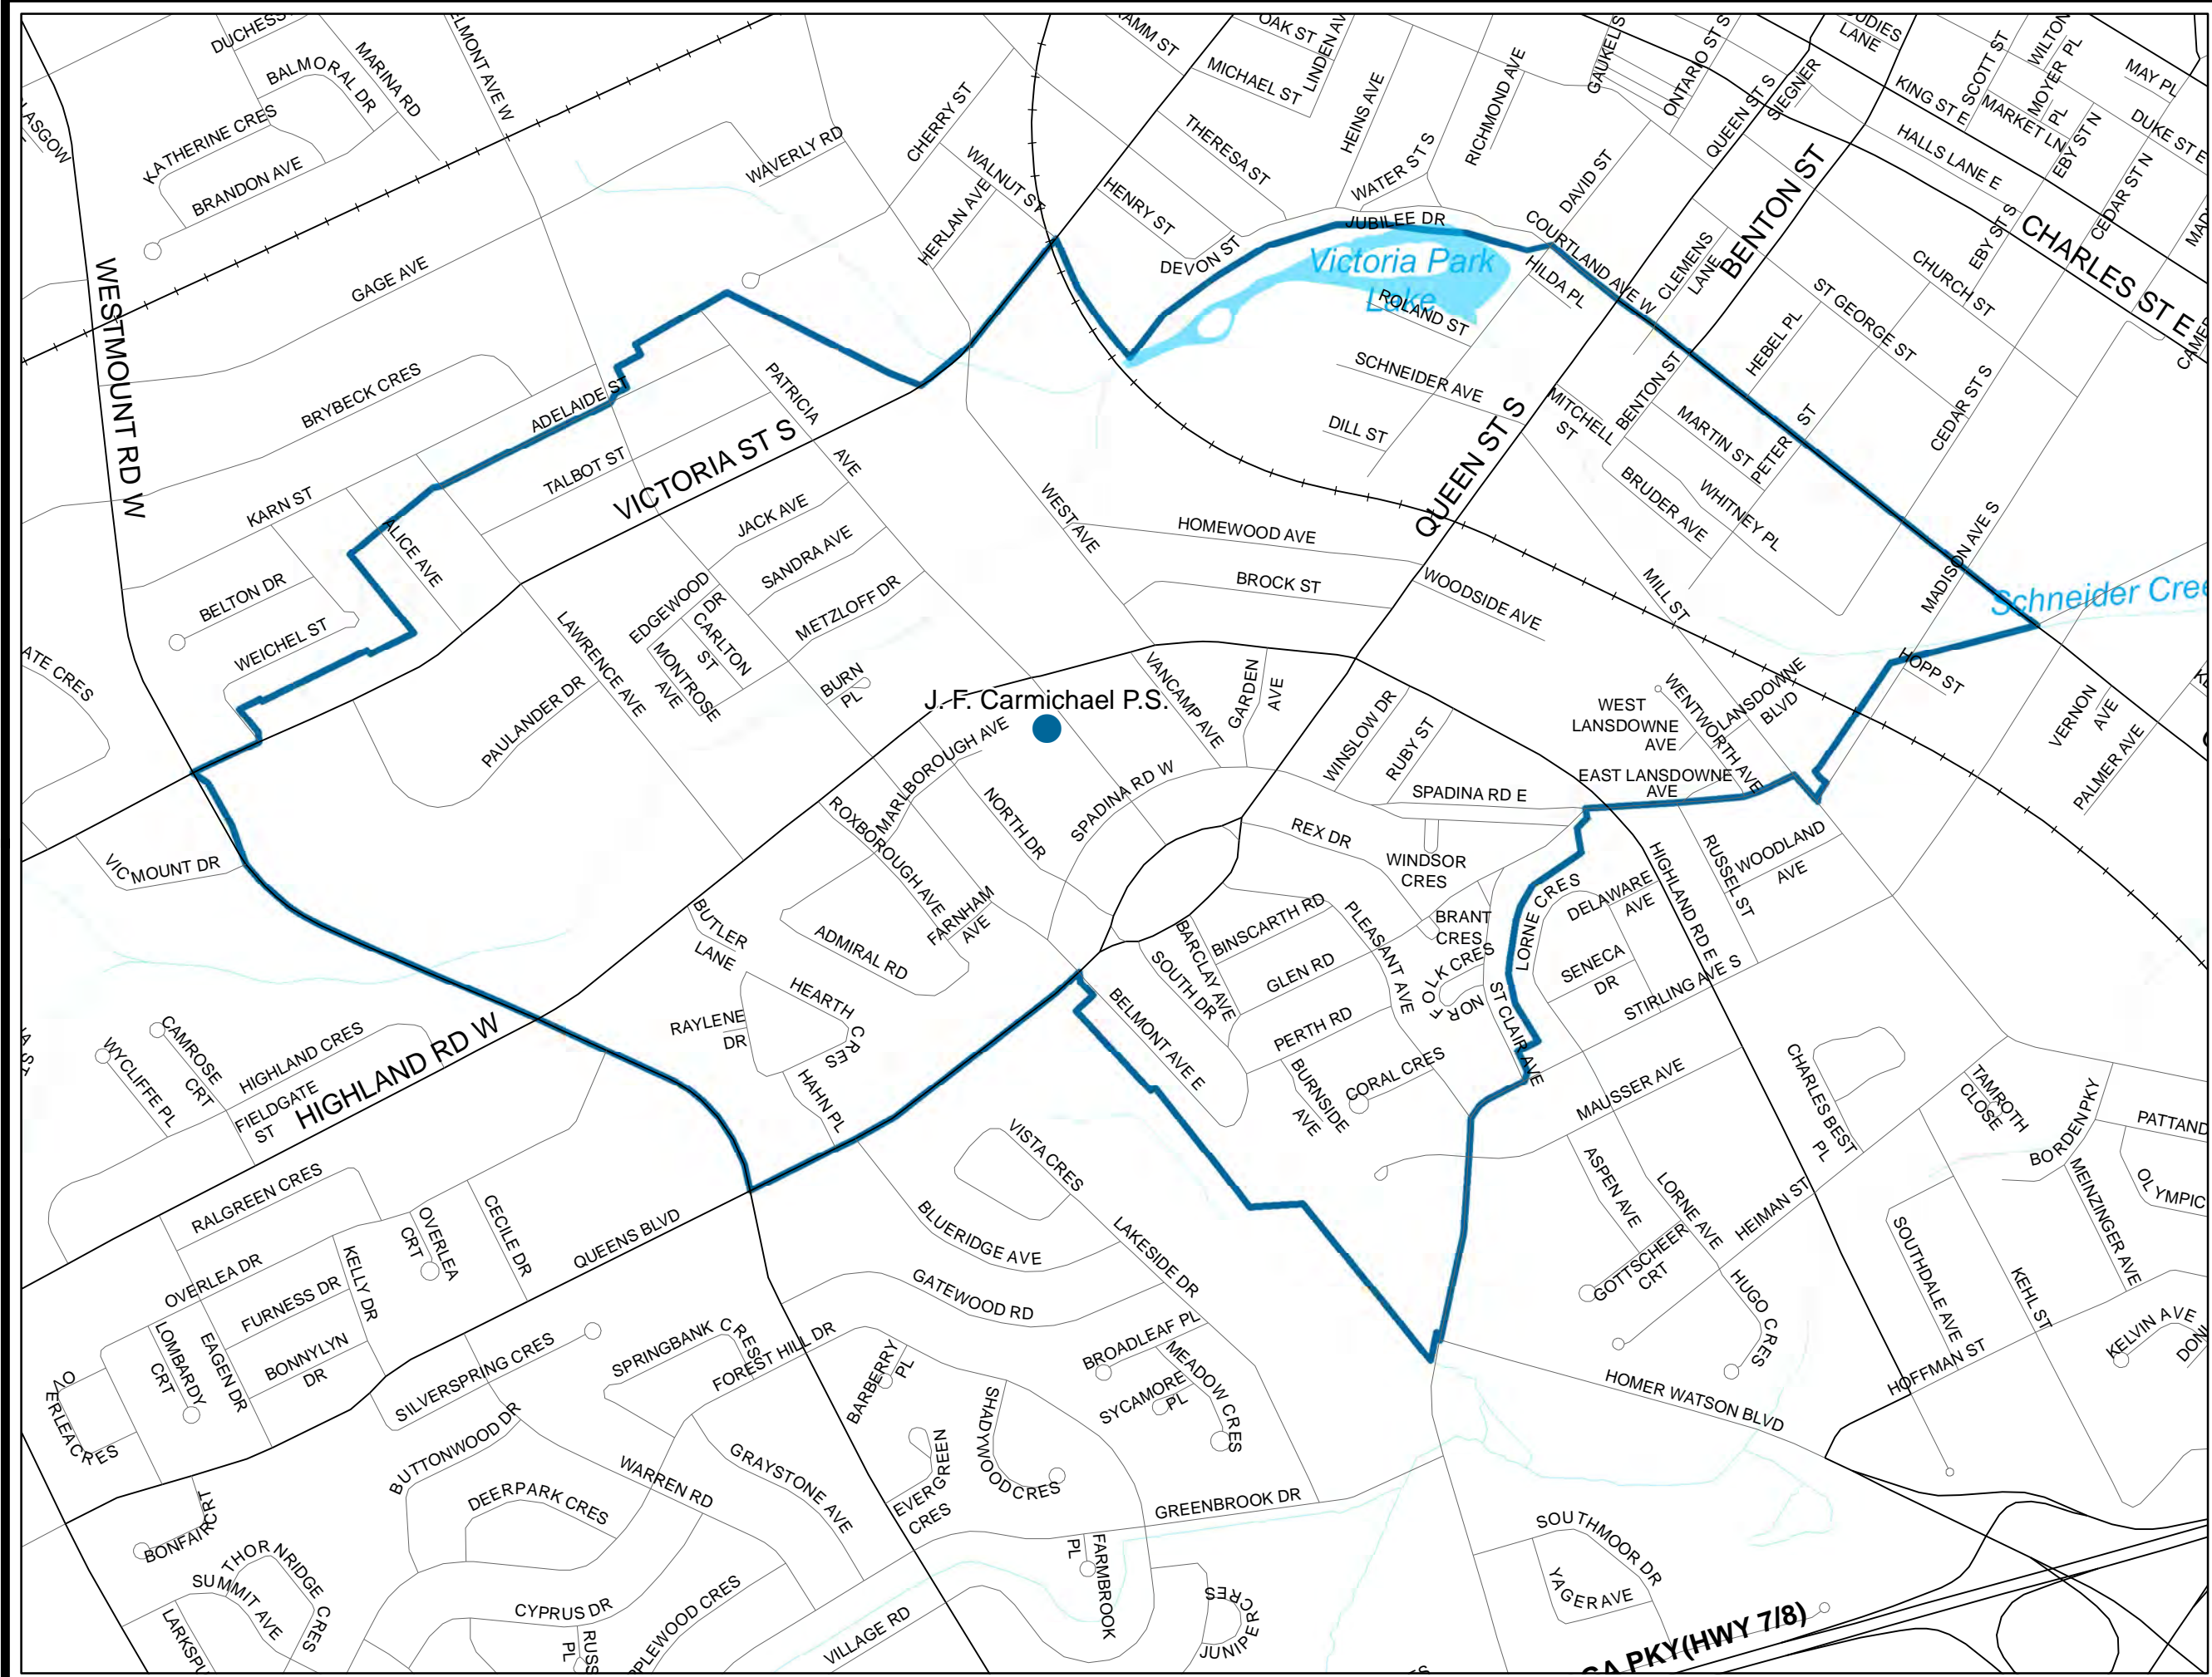 DUCHESS
BALMORAL DR
MARINA RD
KATHERINE CRES
BRANDON AVE
WAVERLY RD
CHERRY ST
WALNUT ST
HERLAN AVE
HENRY ST
THERESA ST
MICHAEL ST
OAK ST
HEINS AVE
WATER ST S
RICHMOND AVE
ONTARIO ST S
DAVID ST
QUEEN ST S
SIEGNER
LANE
KING ST E
SCOTT ST
WILTON
MOYER PL
MARKET LN
PL
MAY PL
DUKE ST E
EBY ST N
HALLS LANE E
CEDAR ST N
CHARLES ST E
EBY ST S
CHURCH ST
ST GEORGE ST
BENTON ST
CLEMENS
LANE
COURTLAND AVE W
HILDA PL
JUBILEE DR
DEVON ST
Victoria Park
Lake
ROLAND ST
SCHNEIDER AVE
DILL ST
QUEEN ST S
MITCHELL
ST
BENTON ST
HEBEL PL
MARTIN ST
PETER ST
WHITNEY PL
BRUDER AVE
CEDAR ST S
MADISON AVE S
MILL ST
Schneider Cree
WESTMOUNT RD W
GAGE AVE
BRYBECK CRES
ADELAIDE ST
TALBOT ST
VICTORIA ST S
PATRICIA
AVE
KARN ST
ALICE AVE
BELTON DR
WEICHEL ST
JACK AVE
SANDRA AVE
METZLOFF DR
EDGEWOOD
DR
CARLTON
ST
MONTROSE
AVE
LAWRENCE AVE
PAULANDER DR
BURN
PL
WEST AVE
HOMEWOOD AVE
BROCK ST
WOODSIDE AVE
J. F. Carmichael P.S.
MARLBOROUGH AVE
VANCAMP AVE
GARDEN
AVE
WINSLOW DR
RUBY ST
WEST
LANSDOWNE
AVE
WENTWORTH AVE
LANSDOWNE
BLVD
HOPP ST
VERNON
AVE
PALMER AVE
EAST LANSDOWNE
AVE
SPADINA RD E
SPADINA RD W
NORTH DR
ROXBOROUGH AVE
FARNHAM
AVE
ADMIRAL RD
BUTLER
LANE
REX DR
WINDSOR
CRES
BRANT
CRES
BINSCARTH RD
PLEASANT AVE
BARCLAY AVE
SOUTH DR
GLEN RD
PERTH RD
BELMONT AVE E
NORFOLK CRES
ST CLAIR AVE
LORNE CRES
DELAWARE
AVE
SENECA
DR
HIGHLAND RD E
RUSSEL ST
WOODLAND
AVE
STIRLING AVE S
MAUSSER AVE
CORAL CRES
BURNSIDE
AVE
VICMOUNT DR
CAMROSE
CRT
WYCLIFFE PL
HIGHLAND CRES
FIELDGATE
ST
HIGHLAND RD W
RAYLENE
DR
HEARTH
CRES
HAHN PL
VISTA CRES
BLUERIDGE AVE
LAKESIDE DR
GATEWOOD RD
RALGREEN CRES
OVERLEA DR
OVERLEA
CRT
CECILE DR
QUEENS BLVD
FURNESS DR
KELLY DR
BONNYLYN
DR
LOMBARDY
CRT
EAGEN DR
OVERLEA CRES
SILVERSPRING CRES
SPRINGBANK CRES
FOREST HILL DR
BARBERRY
PL
BROADLEAF PL
MEADOW CRES
SYCAMORE
PL
SHADYWOOD CRES
EVERGREEN
CRES
GREENBROOK DR
BUTTONWOOD DR
WARREN RD
GRAYSTONE AVE
DEERPARK CRES
BONFAIR CRT
THORNRIDGE CRES
SUMMIT AVE
CYPRUS DR
VILLAGE RD
FARMBROOK
PL
JUNIPER CRES
CHARLES BEST
PL
TAMROTH
CLOSE
BORDEN PKY
PATTAND
OLYMPIC
MEINZINGER AVE
ASPEN AVE
LORNE AVE
HEIMAN ST
GOTTSCHEER
CRT
HUGO CRES
SOUTHDALE AVE
KEHL ST
HOFFMAN ST
KELVIN AVE
HOMER WATSON BLVD
SOUTHMOOR DR
YAGER AVE
PKY(HWY 7/8)